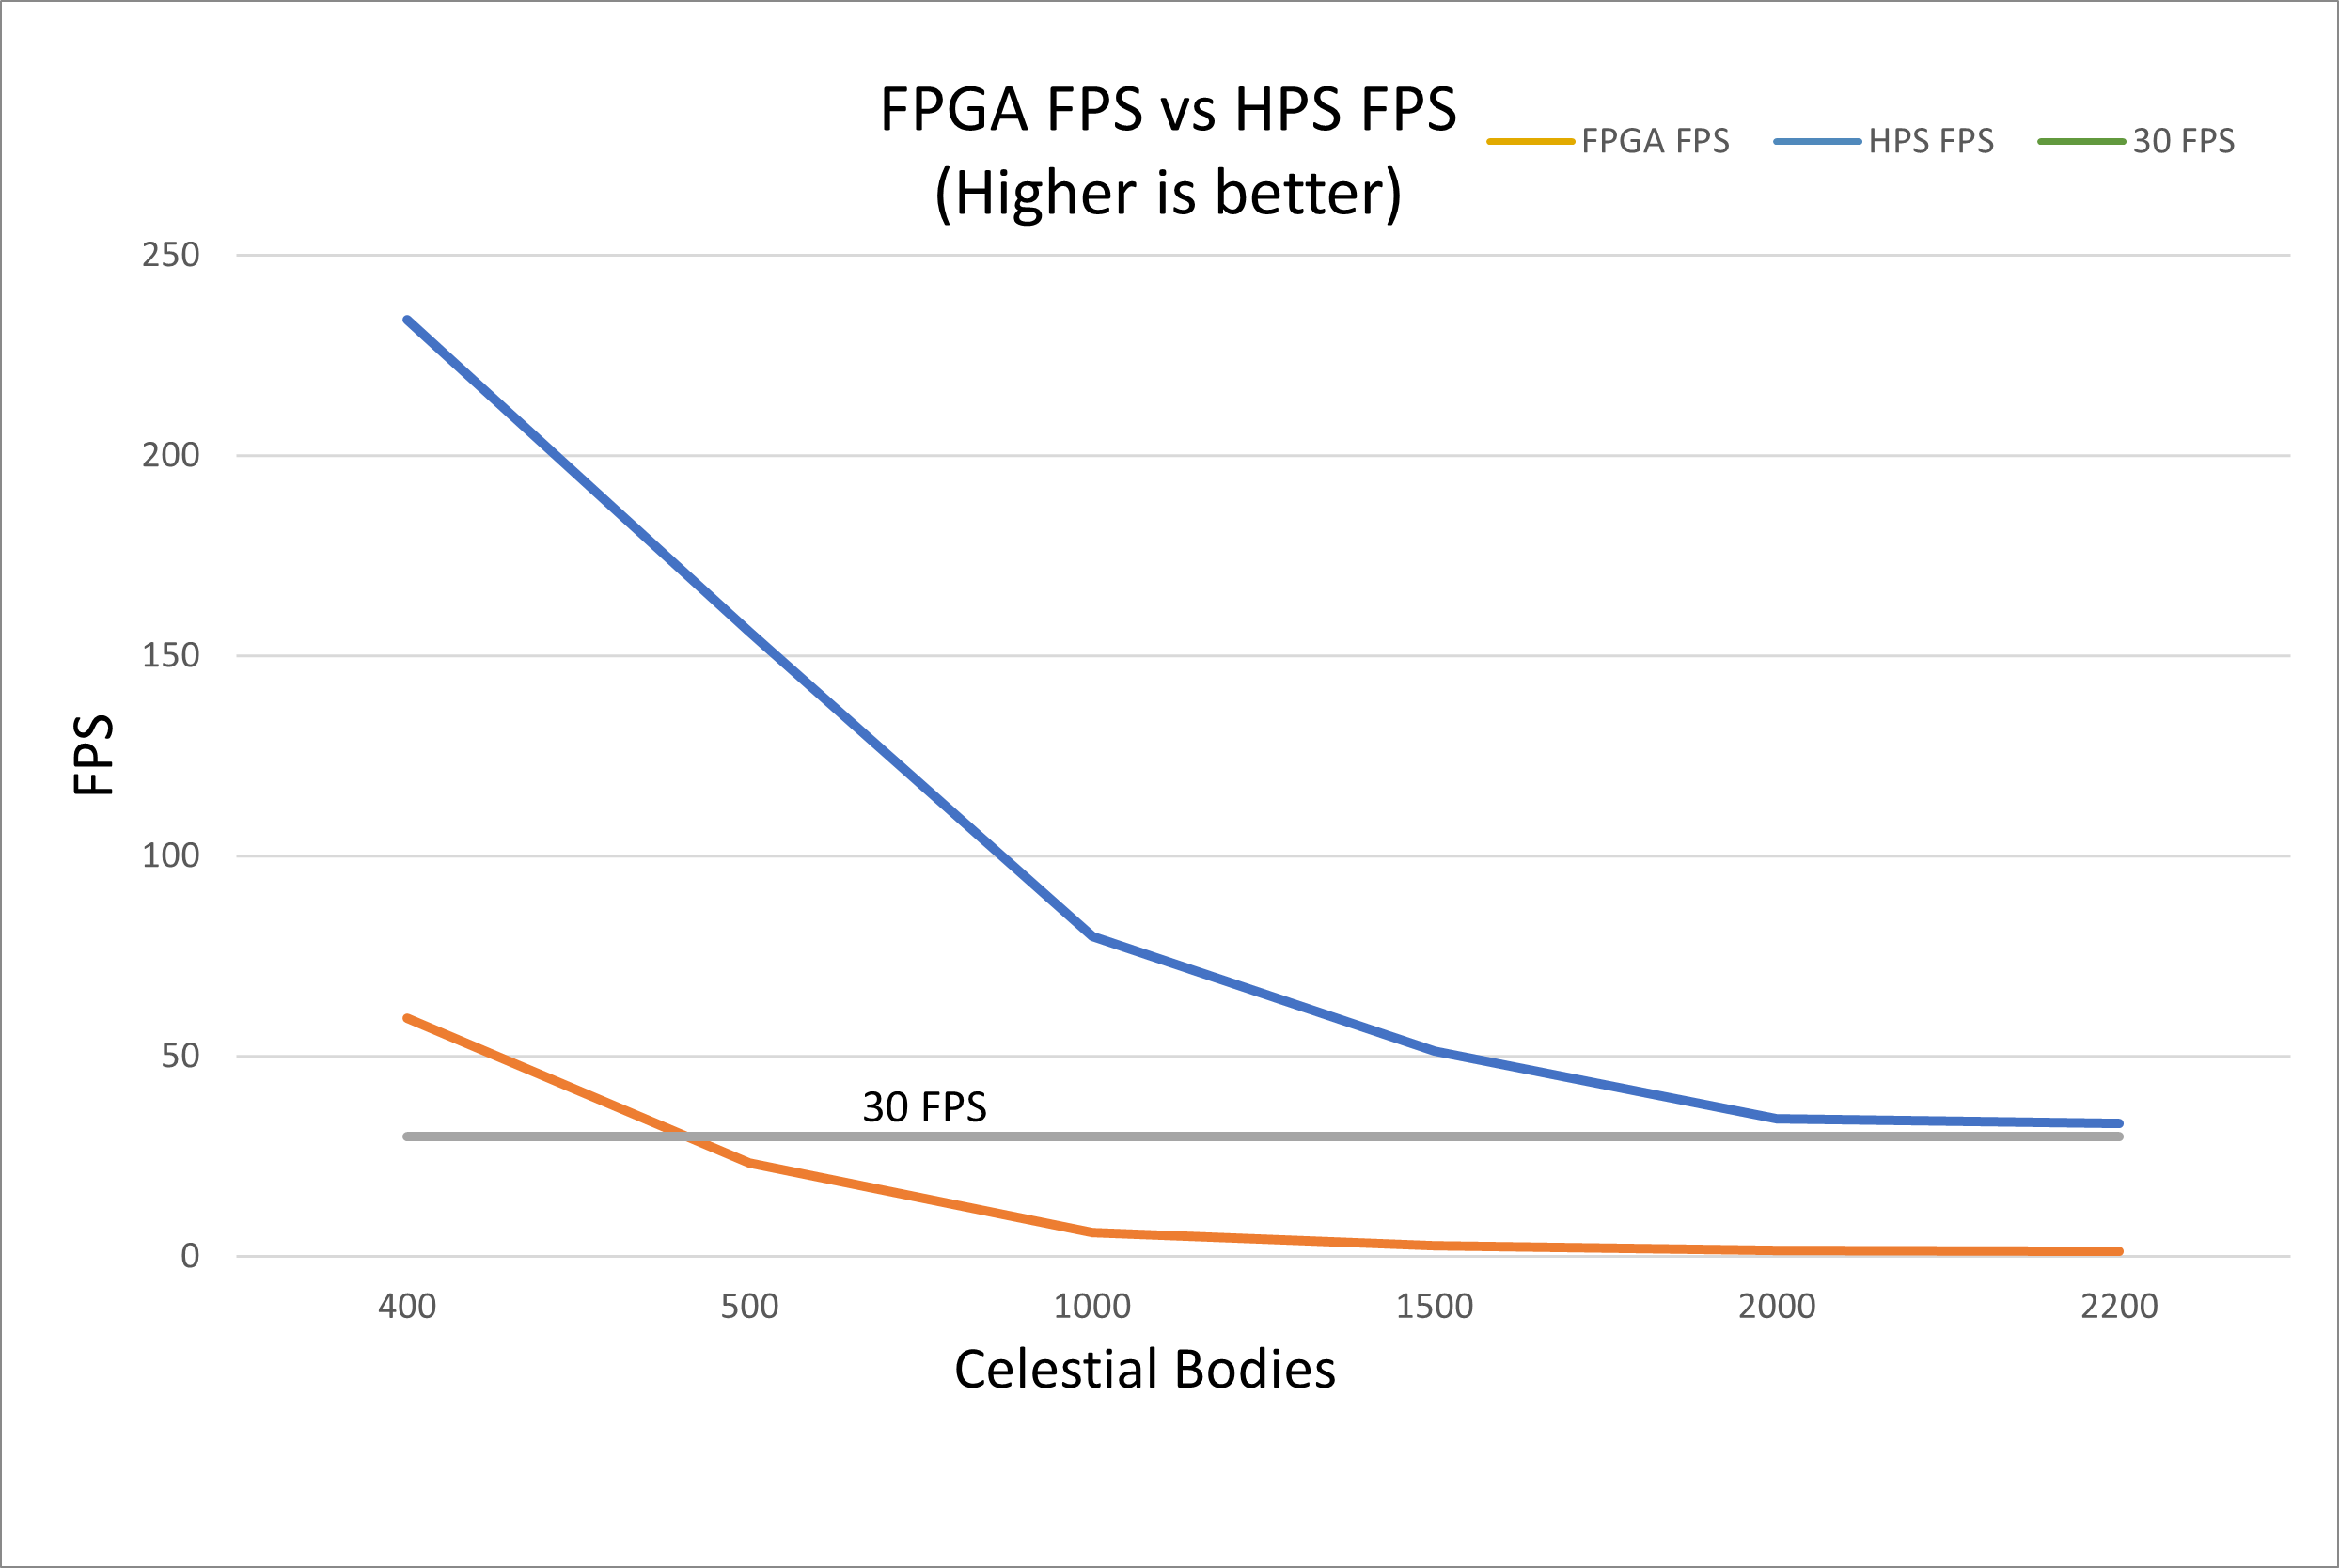 FPGA FPS vs HPS FPS
(Higher is better)
FPGA FPS HPS FPS 30 FPS
250
200
150
100
50
0
FPS
30 FPS
400 500 1000 1500 2000 2200
Celestial Bodies